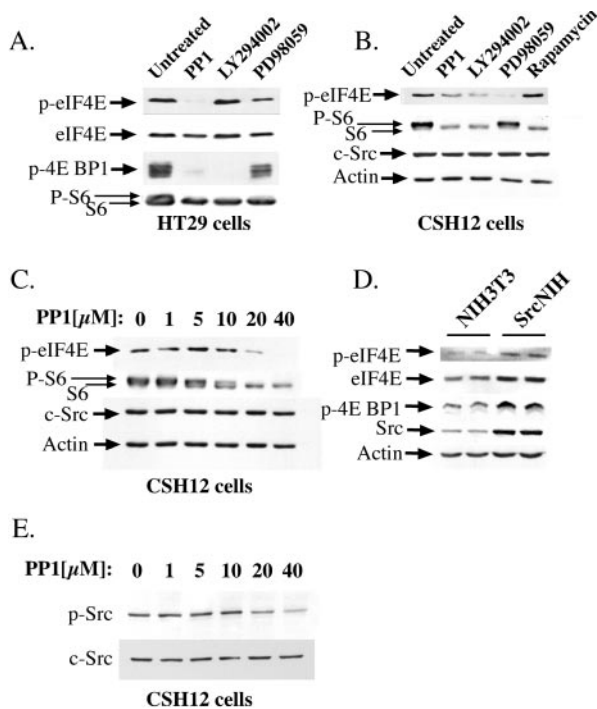 A.
Untreated PP1 LY294002 PD98059
p-eIF4E
eIF4E
p-4E BP1
P-S6
S6
HT29 cells
B.
Untreated PP1 LY294002 PD98059 Rapamycin
p-eIF4E
P-S6
S6
c-Src
Actin
CSH12 cells
C.
PP1[µM]: 0 1 5 10 20 40
p-eIF4E
P-S6
S6
c-Src
Actin
CSH12 cells
D.
NIH3T3 SrcNIH
p-eIF4E
eIF4E
p-4E BP1
Src
Actin
E.
PP1[µM]: 0 1 5 10 20 40
p-Src
c-Src
CSH12 cells